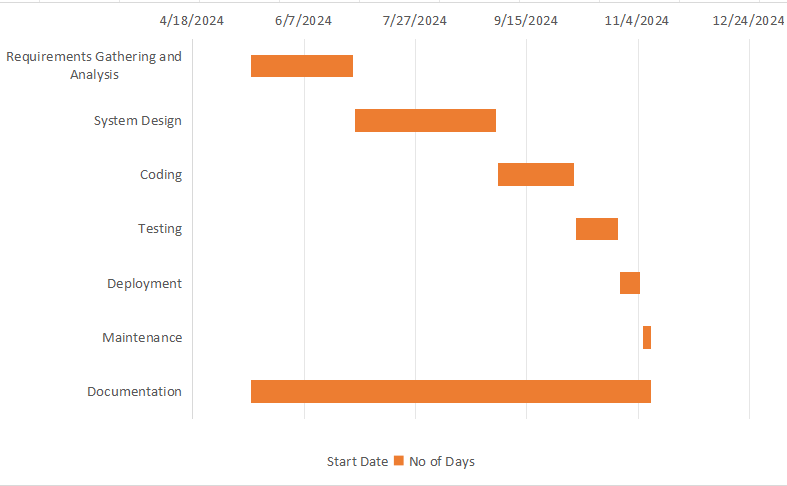 4/18/2024 6/7/2024 7/27/2024 9/15/2024 11/4/2024 12/24/2024
Requirements Gathering and
Analysis
System Design
Coding
Testing
Deployment
Maintenance
Documentation
Start Date No of Days